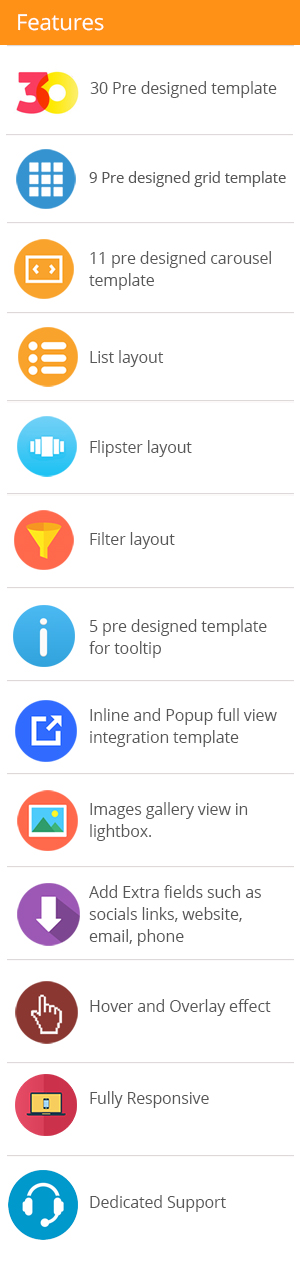 Features
30
30 Pre designed template
9 Pre designed grid template
11 pre designed carousel
template
List layout
Flipster layout
Filter layout
i
5 pre designed template
for tooltip
Inline and Popup full view
integration template
Images gallery view in
lightbox.
Add Extra fields such as
socials links, website,
email, phone
Hover and Overlay effect
Fully Responsive
Dedicated Support